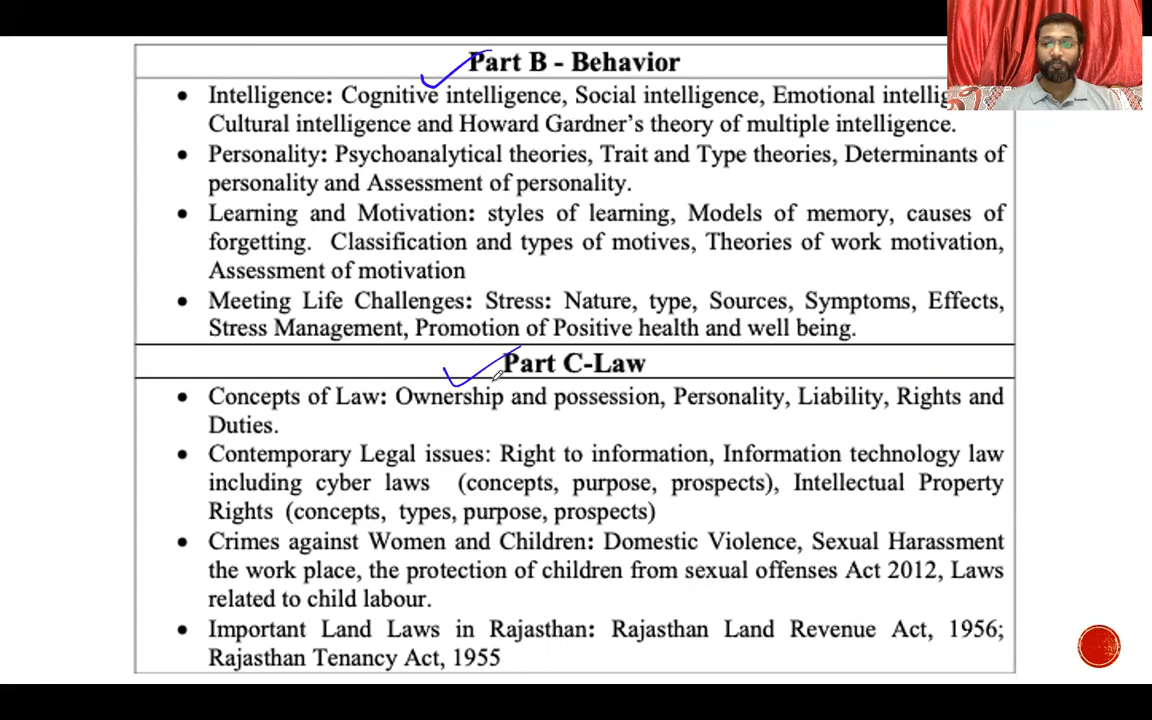 Part B - Behavior
• Intelligence: Cognitive intelligence, Social intelligence, Emotional
Cultural intelligence and Howard Gardner's theory of multiple intelligence.
• Personality: Psychoanalytical theories, Trait and Type theories, Determinants of
personality and Assessment of personality.
• Learning and Motivation: styles of learning, Models of memory, causes of
forgetting. Classification and types of motives, Theories of work motivation,
Assessment of motivation
• Meeting Life Challenges: Stress: Nature, type, Sources, Symptoms, Effects,
Stress Management, Promotion of Positive health and well being.
Part C-Law
• Concepts of Law: Ownership and possession, Personality, Liability, Rights and
Duties.
• Contemporary Legal issues: Right to information, Information technology law
including cyber laws (concepts, purpose, prospects), Intellectual Property
Rights (concepts, types, purpose, prospects)
• Crimes against Women and Children: Domestic Violence, Sexual Harassment
the work place, the protection of children from sexual offenses Act 2012, Laws
related to child labour.
• Important Land Laws in Rajasthan: Rajasthan Land Revenue Act, 1956;
Rajasthan Tenancy Act, 1955